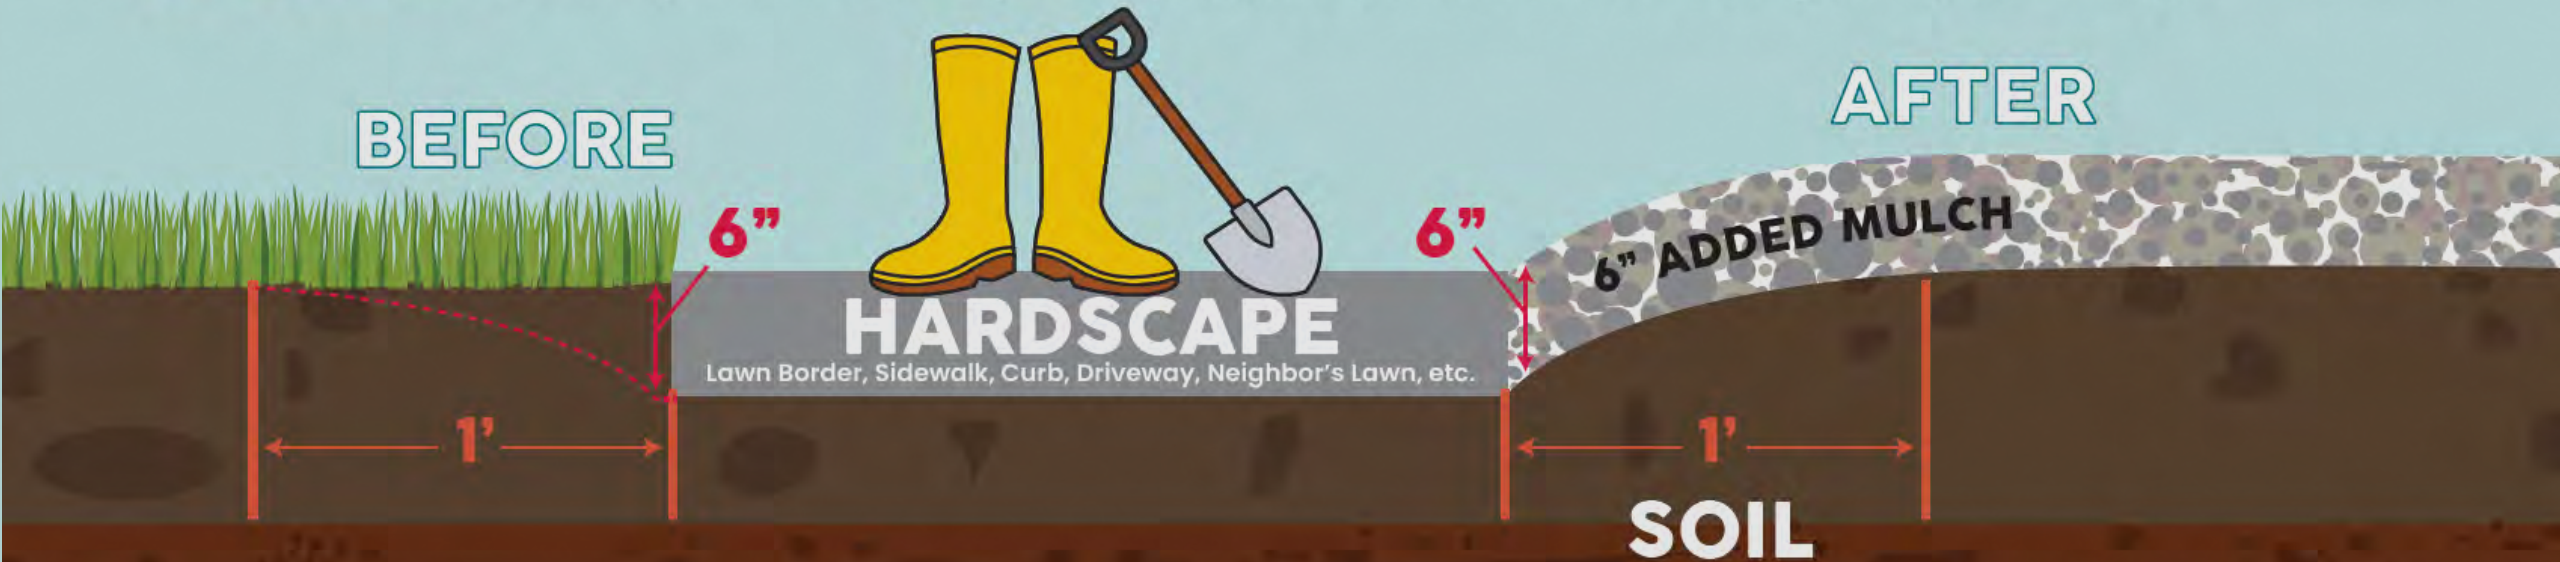 BEFORE
AFTER
6”
6”
6” ADDED MULCH
HARDSCAPE
Lawn Border, Sidewalk, Curb, Driveway, Neighbor’s Lawn, etc.
1’
1’
SOIL